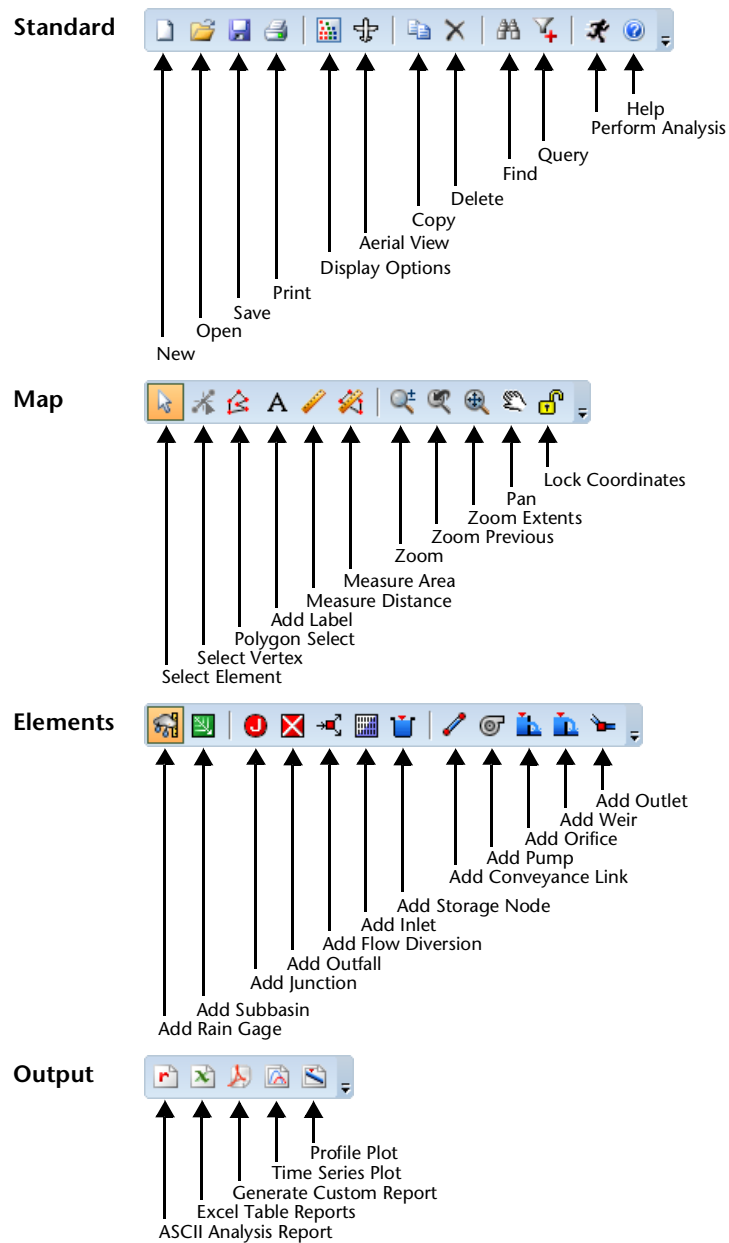 Standard
Help
Perform Analysis
Query
Find
Delete
Copy
Aerial View
Display Options
Print
Save
Open
New
Map
A
Lock Coordinates
Pan
Zoom Extents
Zoom Previous
Zoom
Measure Area
Measure Distance
Add Label
Polygon Select
Select Vertex
Select Element
Elements
J
Add Outlet
Add Weir
Add Orifice
Add Pump
Add Conveyance Link
Add Storage Node
Add Inlet
Add Flow Diversion
Add Outfall
Add Junction
Add Subbasin
Add Rain Gage
Output
r
Profile Plot
Time Series Plot
Generate Custom Report
Excel Table Reports
ASCII Analysis Report